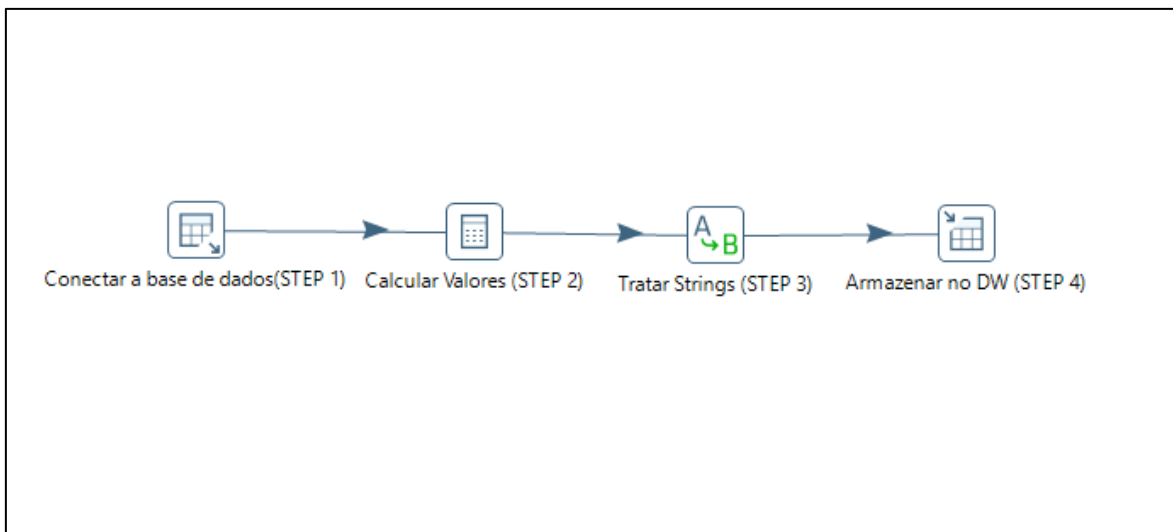 A
B
Conectar a base de dados(STEP 1)
Calcular Valores (STEP 2)
Tratar Strings (STEP 3)
Armazenar no DW (STEP 4)